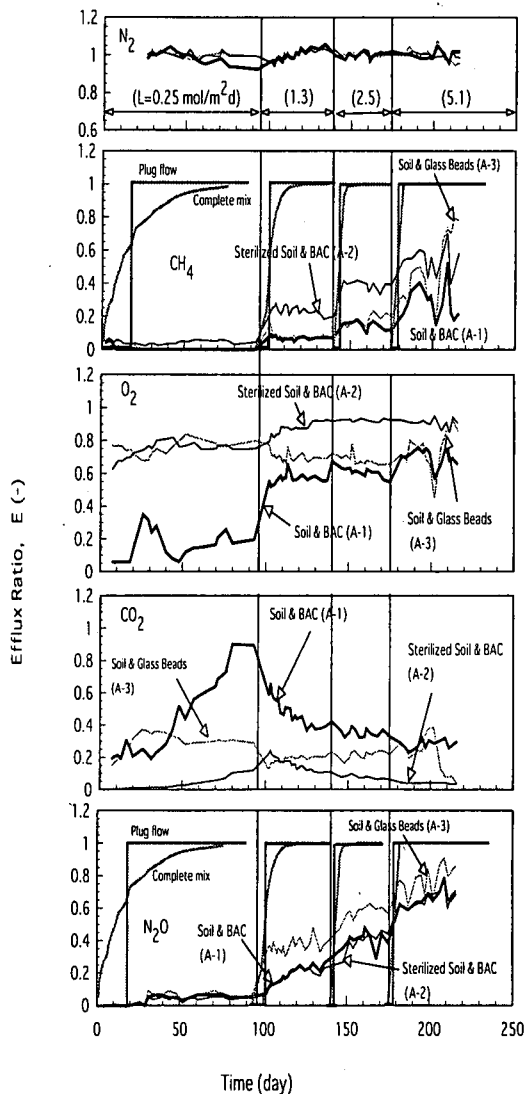 N2
1.2
1
0.8
0.6
(L=0.25 mol/m2d)
(1.3)
(2.5)
(5.1)
1.2
1
0.8
0.6
0.4
0.2
0
Plug flow
Complete mix
CH4
Sterilized Soil & BAC (A-2)
Soil & Glass Beads (A-3)
Soil & BAC (A-1)
1.2
1
0.8
0.6
0.4
0.2
0
O2
Sterilized Soil & BAC (A-2)
Soil & BAC (A-1)
Soil & Glass Beads
(A-3)
Efflux Ratio, E (-)
1.2
1
0.8
0.6
0.4
0.2
0
CO2
Soil & BAC (A-1)
Soil & Glass Beads
(A-3)
Sterilized Soil & BAC
(A-2)
1.2
1
0.8
0.6
0.4
0.2
0
Plug flow
Complete mix
N2O
Soil & BAC
(A-1)
Soil & Glass Beads (A-3)
Sterilized Soil & BAC
(A-2)
0 50 100 150 200 250
Time (day)